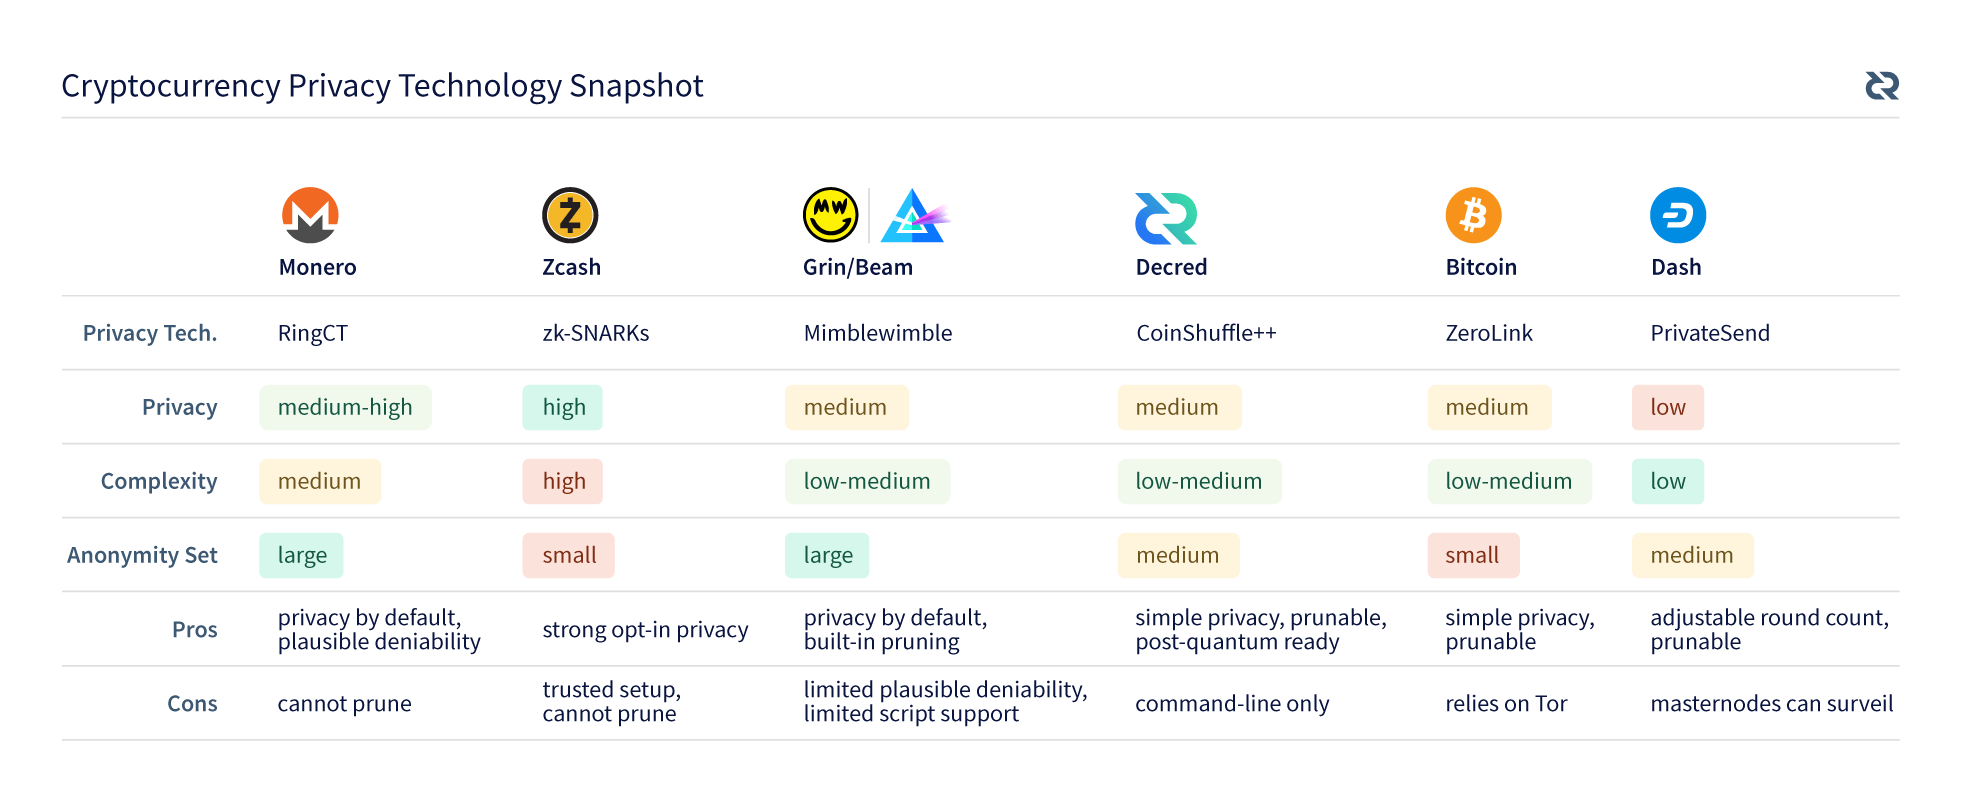 Cryptocurrency Privacy Technology Snapshot
Monero Zcash Grin/Beam Decred Bitcoin Dash
Privacy Tech. RingCT zk-SNARKs Mimblewimble CoinShuffle++ ZeroLink PrivateSend
Privacy medium-high high medium medium medium low
Complexity medium high low-medium low-medium low-medium low
Anonymity Set large small large medium small medium
Pros
privacy by default,
plausible deniability
strong opt-in privacy
privacy by default,
built-in pruning
simple privacy, prunable,
post-quantum ready
simple privacy,
prunable
adjustable round count,
prunable
Cons
cannot prune
trusted setup,
cannot prune
limited plausible deniability,
limited script support
command-line only
relies on Tor
masternodes can surveil